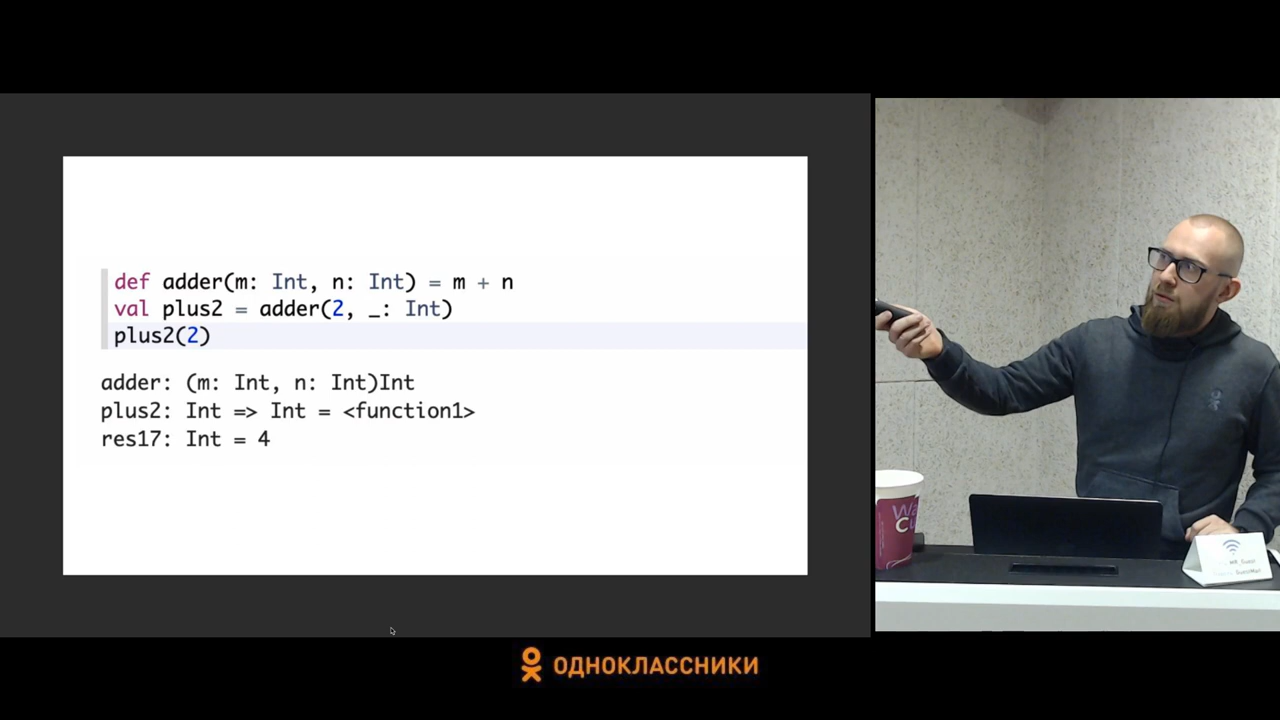 def adder(m: Int, n: Int) = m + n
val plus2 = adder(2, _: Int)
plus2(2)
adder: (m: Int, n: Int)Int
plus2: Int => Int = <function1>
res17: Int = 4
ОДНОКЛАССНИКИ